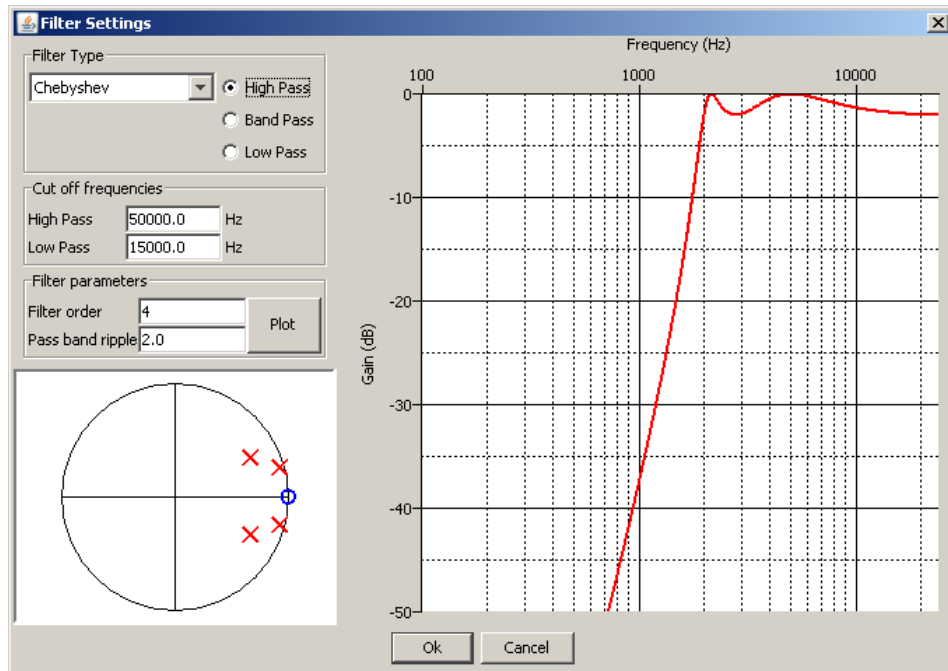 Filter Settings
Filter Type
Chebyshev
High Pass
Band Pass
Low Pass
Cut off frequencies
High Pass 50000.0 Hz
Low Pass 15000.0 Hz
Filter parameters
Filter order 4
Pass band ripple 2.0
Plot
Frequency (Hz)
100 1000 10000
0
-10
-20
-30
-40
-50
Gain (dB)
Ok Cancel